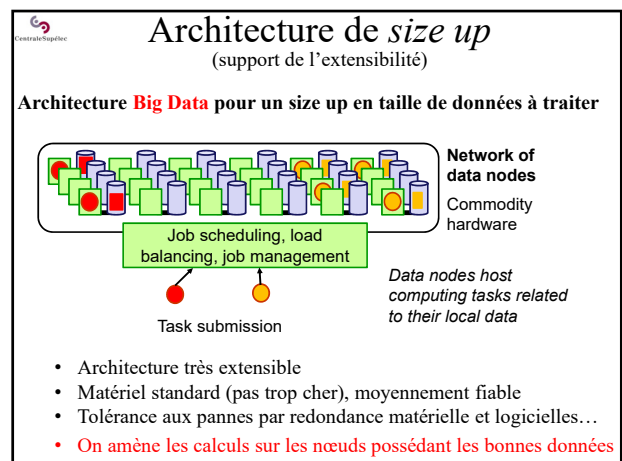 CentraleSupélec
Architecture de size up
(support de l'extensibilité)
Architecture Big Data pour un size up en taille de données à traiter
Network of
data nodes
Commodity
hardware
Job scheduling, load
balancing, job management
Data nodes host
computing tasks related
to their local data
Task submission
• Architecture très extensible
• Matériel standard (pas trop cher), moyennement fiable
• Tolérance aux pannes par redondance matérielle et logicielles…
• On amène les calculs sur les nœuds possédant les bonnes données